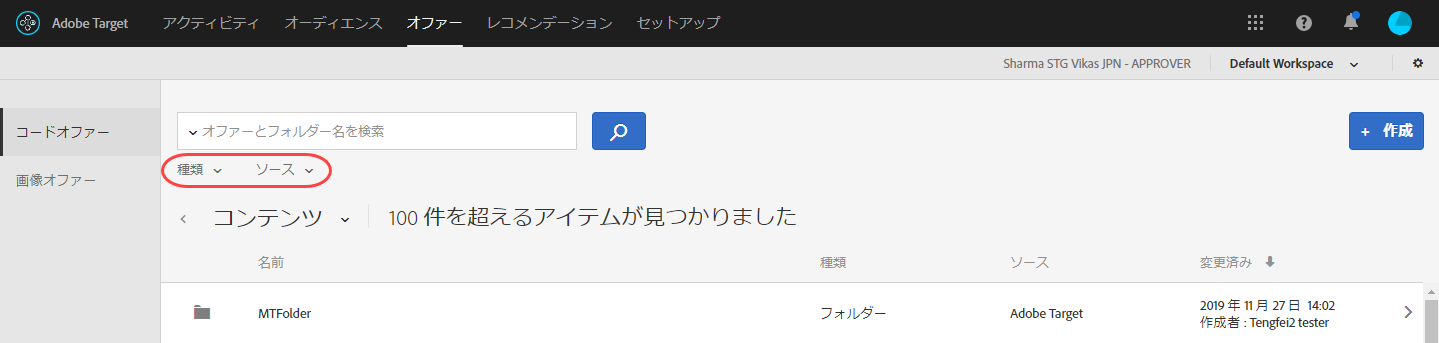 Adobe Target アクティビティ オーディエンス オファー レコメンデーション セットアップ
Sharma STG Vikas JPN - APPROVER Default Workspace
コードオファー
画像オファー
オファーとフォルダー名を検索
+ 作成
種類 ソース
コンテンツ 100 件を超えるアイテムが見つかりました
名前 種類 ソース 変更済み
MTFolder フォルダー Adobe Target 2019 年 11 月 27 日 14:02
作成者 : Tengfei2 tester